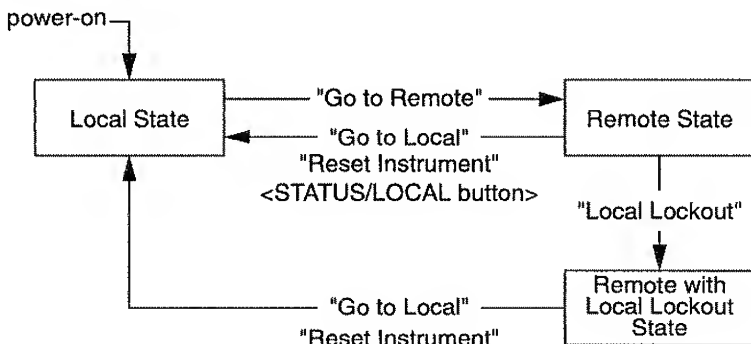 power-on
Local State
"Go to Remote"
Remote State
"Go to Local"
"Reset Instrument"
<STATUS/LOCAL button>
"Local Lockout"
Remote with
Local Lockout
State
"Go to Local"
"Reset Instrument"